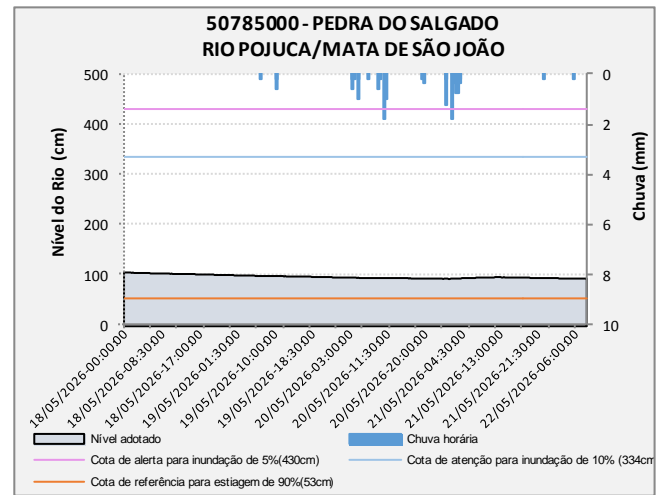 50785000 - PEDRA DO SALGADO
RIO POJUCA/MATA DE SÃO JOÃO
Nível do Rio (cm)
500
400
300
200
100
0
Chuva (mm)
0
2
4
6
8
10
18/05/2026-00:00:00
18/05/2026-08:30:00
18/05/2026-17:00:00
19/05/2026-01:30:00
19/05/2026-10:00:00
19/05/2026-18:30:00
20/05/2026-03:00:00
20/05/2026-11:30:00
20/05/2026-20:00:00
21/05/2026-04:30:00
21/05/2026-13:00:00
21/05/2026-21:30:00
22/05/2026-06:00:00
Nível adotado
Chuva horária
Cota de alerta para inundação de 5%(430cm)
Cota de atenção para inundação de 10% (334cm
Cota de referência para estiagem de 90%(53cm)